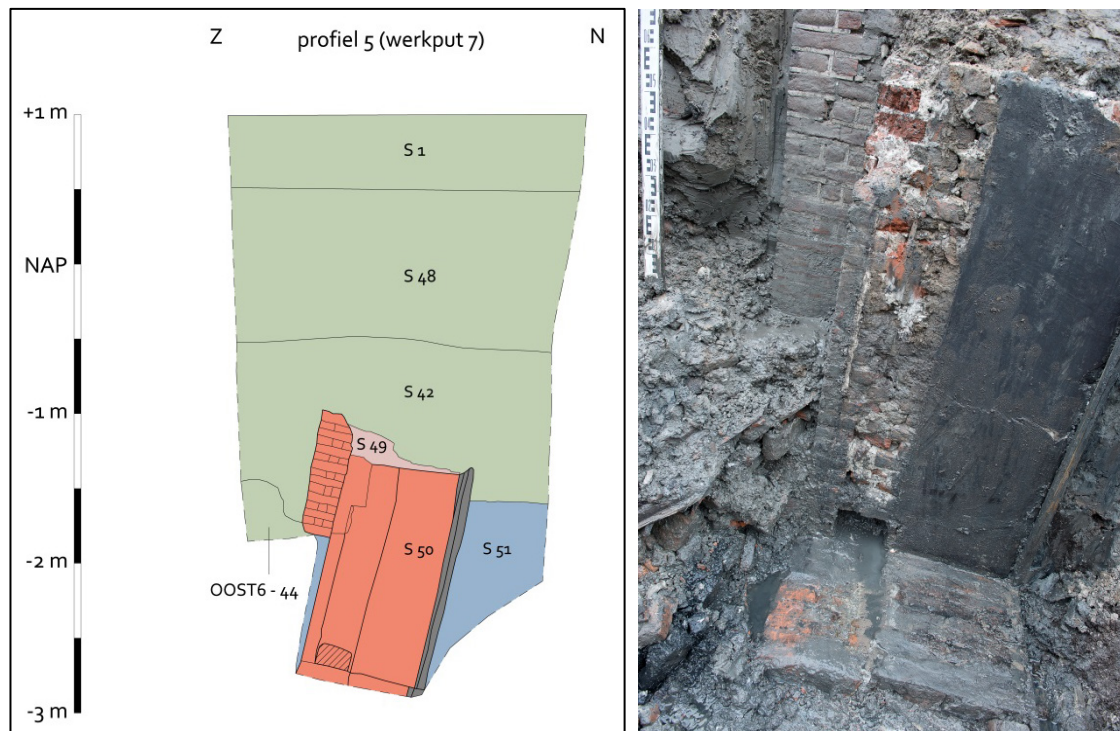 Z profiel 5 (werkput 7) N
+1 m
S 1
NAP
S 48
S 42
-1 m
S 49
S 50
S 51
-2 m
OOST6 - 44
-3 m